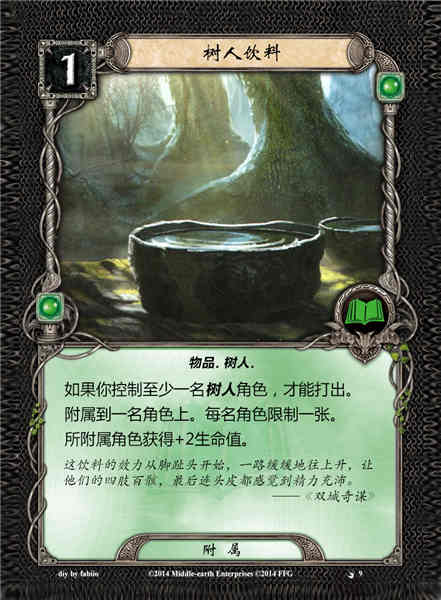 1
树人饮料
物品. 树人.
如果你控制至少一名树人角色，才能打出。
附属到一名角色上。每名角色限制一张。
所附属角色获得+2生命值。
这饮料的效力从脚趾头开始，一路缓缓地往上升，让
他们的四肢百骸，最后连头皮都感觉到精力充沛。
——《双城奇谋》
附 属
diy by fabiio ©2014 Middle-earth Enterprises ©2014 FFG 9